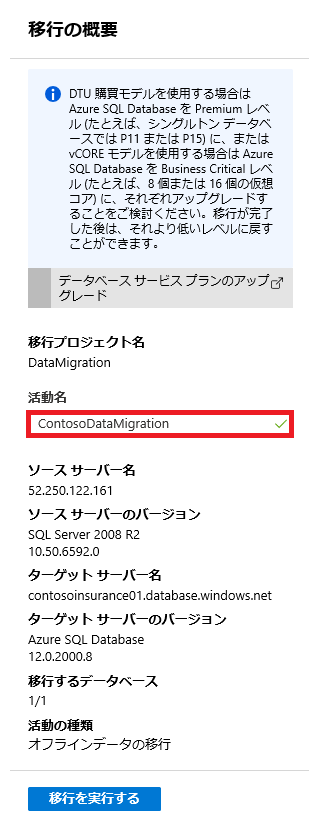 移行の概要
DTU 購買モデルを使用する場合は
Azure SQL Database を Premium レベ
ル (たとえば、シングルトン データベ
ースでは P11 または P15) に、または
vCORE モデルを使用する場合は Azure
SQL Database を Business Critical レベ
ル (たとえば、8 個または 16 個の仮想
コア) に、それぞれアップグレードす
ることをご検討ください。移行が完了
した後は、それより低いレベルに戻す
ことができます。
データベース サービス プランのアップ
グレード
移行プロジェクト名
DataMigration
活動名
ContosoDataMigration
ソース サーバー名
52.250.122.161
ソース サーバーのバージョン
SQL Server 2008 R2
10.50.6592.0
ターゲット サーバー名
contosoinsurance01.database.windows.net
ターゲット サーバーのバージョン
Azure SQL Database
12.0.2000.8
移行するデータベース
1/1
活動の種類
オフラインデータの移行
移行を実行する